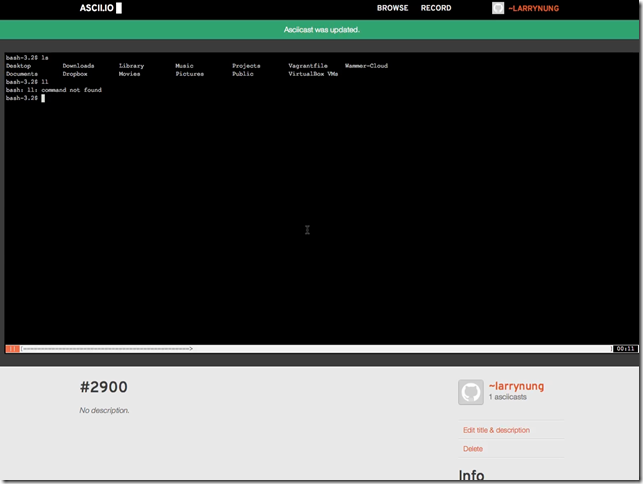 ASCII.IO BROWSE RECORD ~LARRYNUNG
Asciicast was updated.
bash-3.2$ ls
Desktop Downloads Library Music Projects Vagrantfile Wammer-Cloud
Documents Dropbox Movies Pictures Public VirtualBox VMs
bash-3.2$ ll
bash: ll: command not found
bash-3.2$
00:11
#2900
No description.
~larrynung
1 asciicasts
Edit title & description
Delete
Info